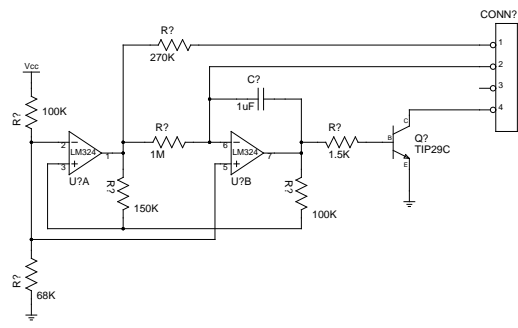 CONN?
R?
270K
1
2
3
4
Vcc
R?
100K
C?
1uF
R?
1M
2
3
LM324
1
U?A
6
5
LM324
7
U?B
R?
1.5K
C
B
E
Q?
TIP29C
R?
150K
R?
100K
R?
68K